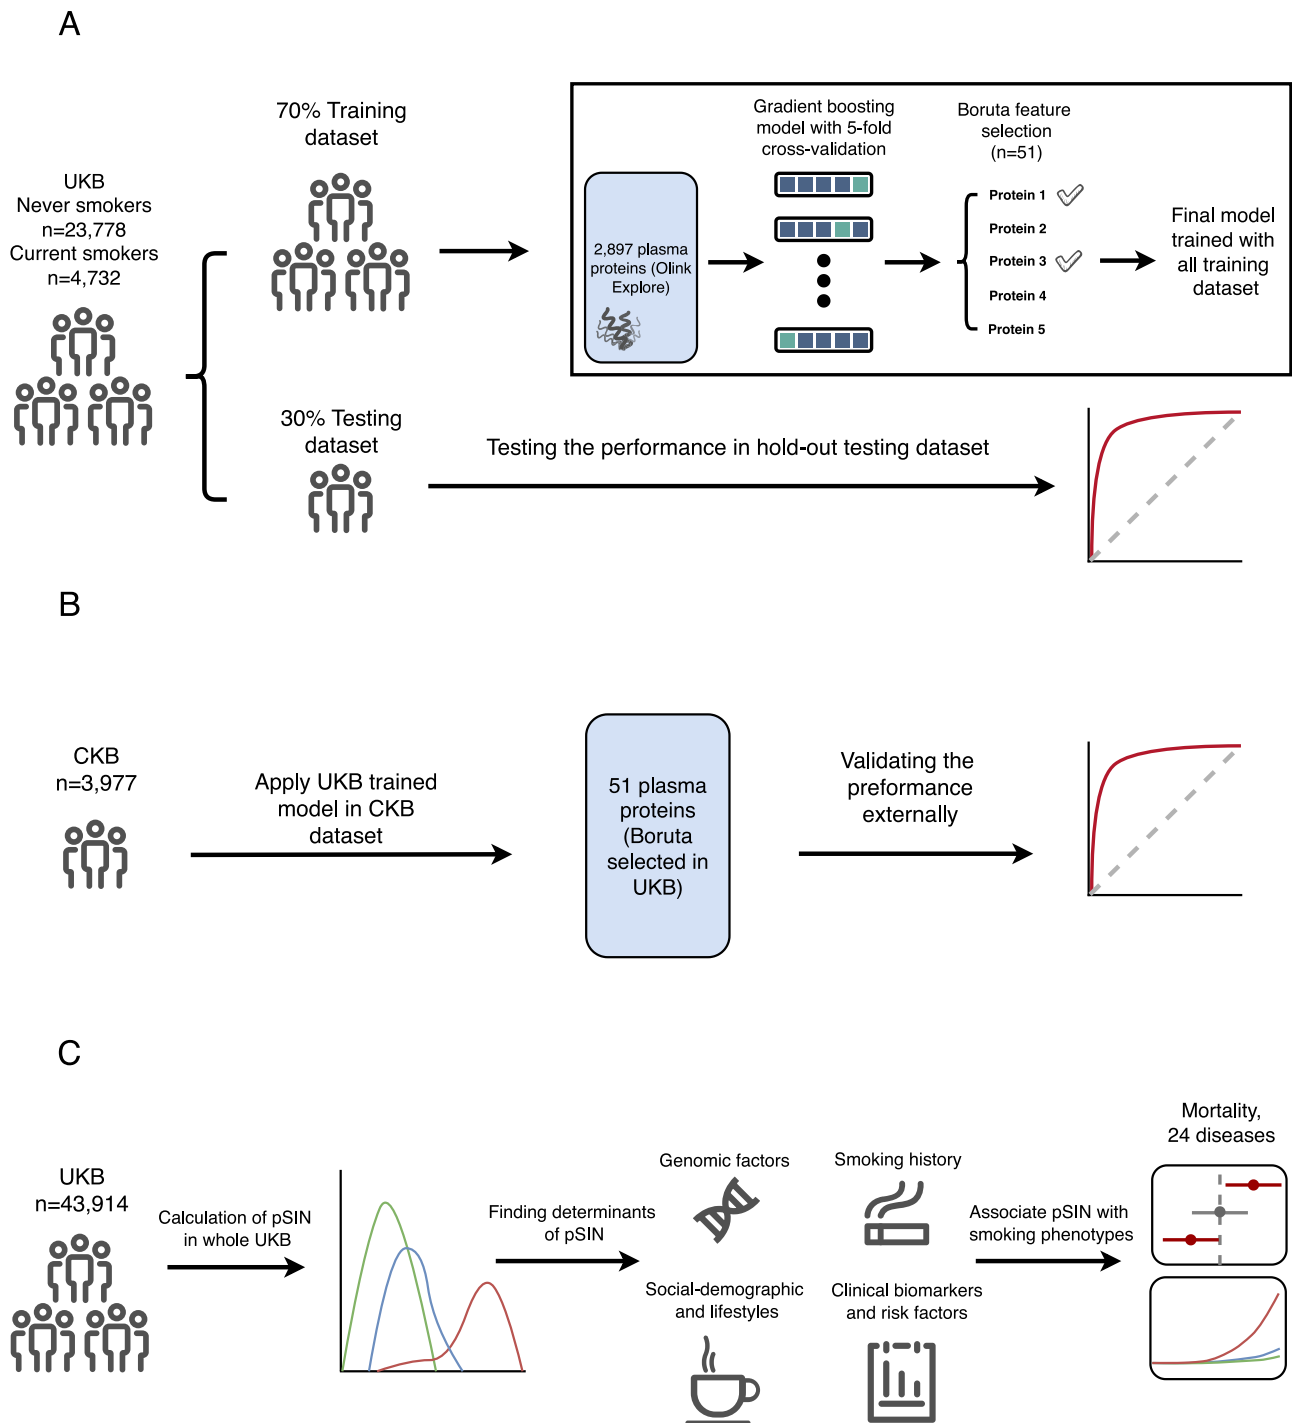 A
UKB
Never smokers
n=23,778
Current smokers
n=4,732
70% Training
dataset
2,897 plasma
proteins (Olink
Explore)
Gradient boosting
model with 5-fold
cross-validation
Boruta feature
selection
(n=51)
Protein 1
Protein 2
Protein 3
Protein 4
Protein 5
Final model
trained with
all training
dataset
30% Testing
dataset
Testing the performance in hold-out testing dataset
B
CKB
n=3,977
Apply UKB trained
model in CKB
dataset
51 plasma
proteins
(Boruta
selected in
UKB)
Validating the
preformance
externally
C
UKB
n=43,914
Calculation of pSIN
in whole UKB
Finding determinants
of pSIN
Genomic factors
Smoking history
Social-demographic
and lifestyles
Clinical biomarkers
and risk factors
Associate pSIN with
smoking phenotypes
Mortality,
24 diseases